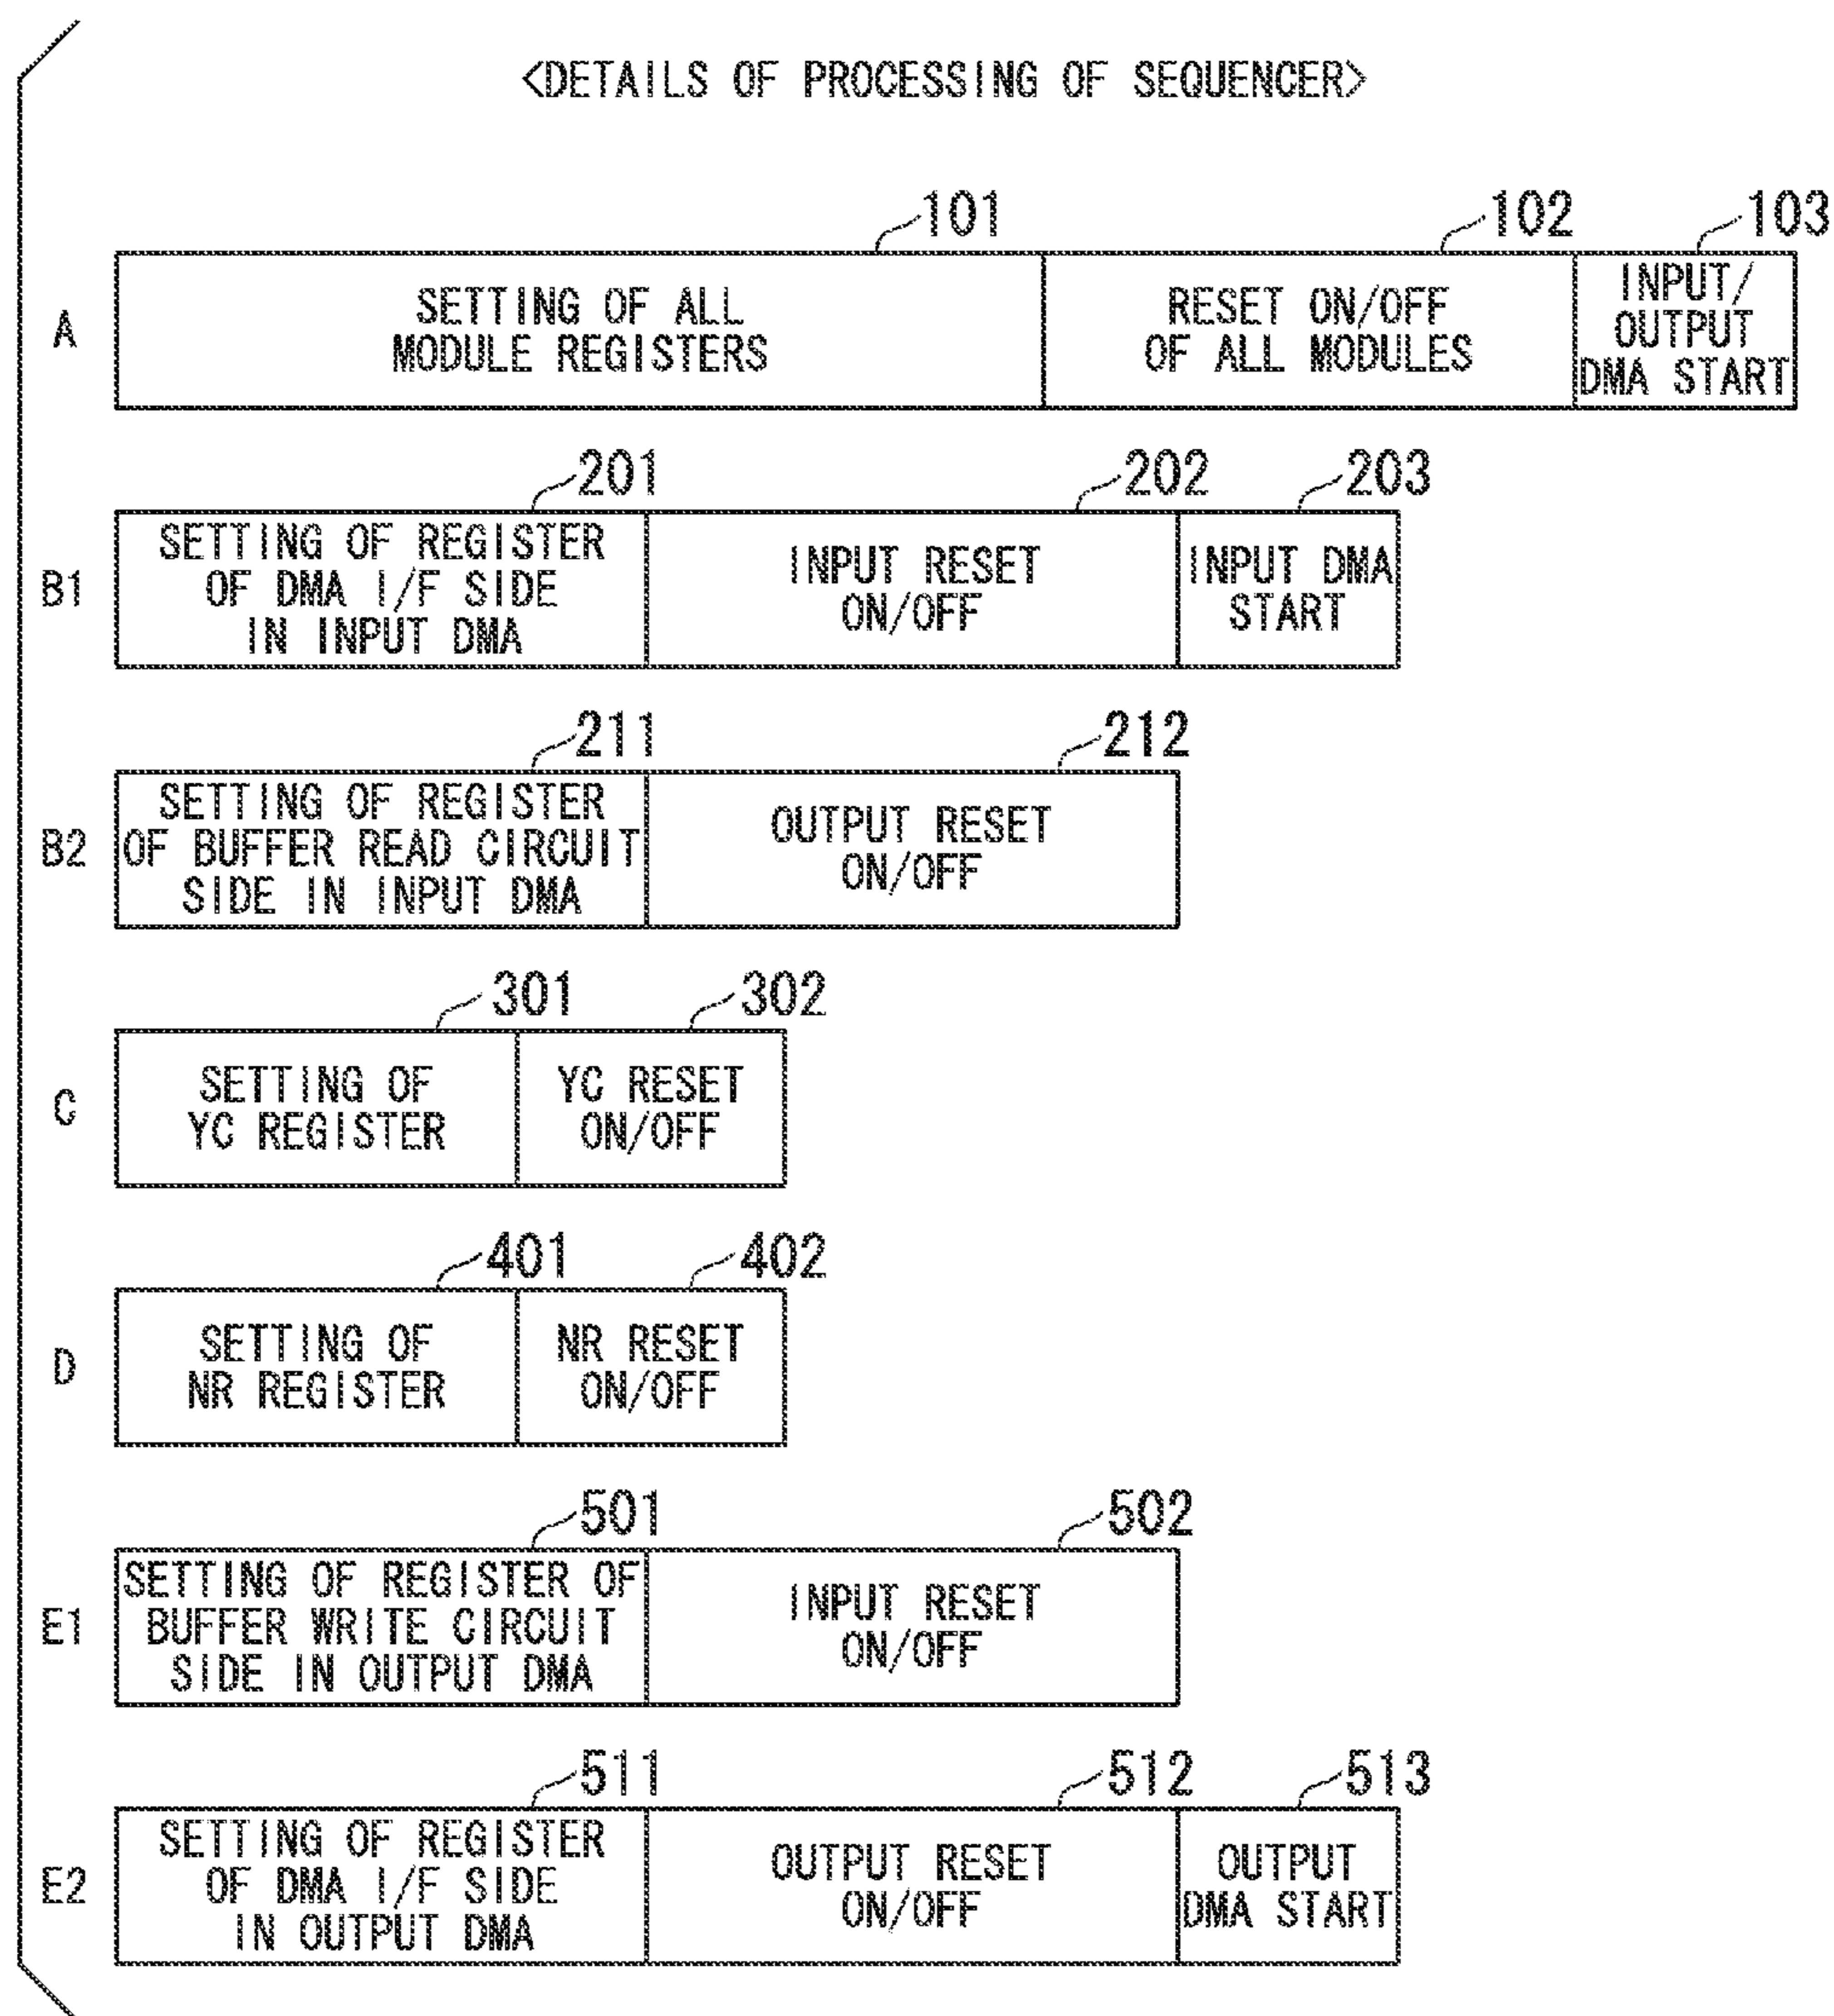 <DETAILS OF PROCESSING OF SEQUENCER>
101
102
103
A
SETTING OF ALL
MODULE REGISTERS
RESET ON/OFF
OF ALL MODULES
INPUT/
OUTPUT
DMA START
201
202
203
B1
SETTING OF REGISTER
OF DMA I/F SIDE
IN INPUT DMA
INPUT RESET
ON/OFF
INPUT DMA
START
211
212
B2
SETTING OF REGISTER
OF BUFFER READ CIRCUIT
SIDE IN INPUT DMA
OUTPUT RESET
ON/OFF
301
302
C
SETTING OF
YC REGISTER
YC RESET
ON/OFF
401
402
D
SETTING OF
NR REGISTER
NR RESET
ON/OFF
501
502
E1
SETTING OF REGISTER OF
BUFFER WRITE CIRCUIT
SIDE IN OUTPUT DMA
INPUT RESET
ON/OFF
511
512
513
E2
SETTING OF REGISTER
OF DMA I/F SIDE
IN OUTPUT DMA
OUTPUT RESET
ON/OFF
OUTPUT
DMA START